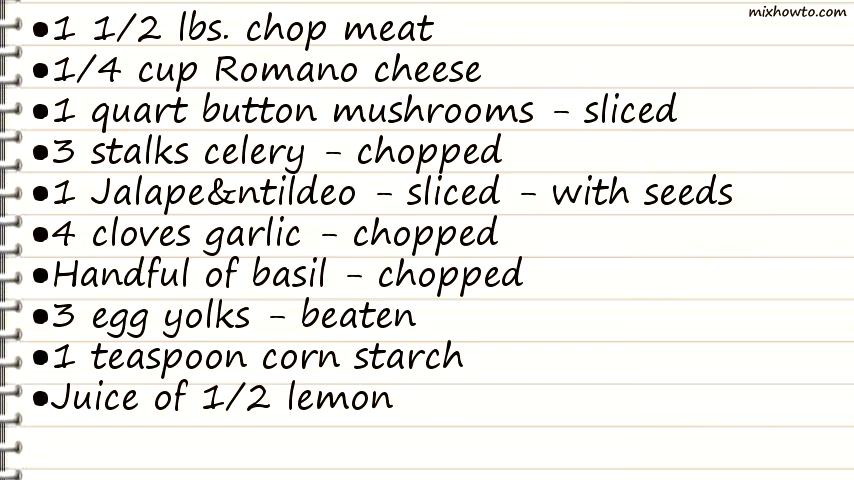 mixhowto.com
•1 1/2 lbs. chop meat
•1/4 cup Romano cheese
•1 quart button mushrooms - sliced
•3 stalks celery - chopped
•1 Jalape&ntildeo - sliced - with seeds
•4 cloves garlic - chopped
•Handful of basil - chopped
•3 egg yolks - beaten
•1 teaspoon corn starch
•Juice of 1/2 lemon